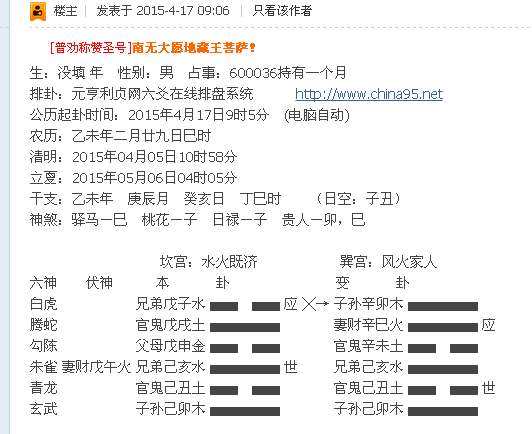 楼主 | 发表于 2015-4-17 09:06 | 只看该作者
[普劝称赞圣号]南无大愿地藏王菩萨!
生：没填 年 性别：男 占事：600036持有一个月
排卦：元亨利贞网六爻在线排盘系统 http://www.china95.net
公历起卦时间：2015年4月17日9时5分 (电脑自动)
农历：乙未年二月廿九日巳时
清明：2015年04月05日10时58分
立夏：2015年05月06日04时05分
干支：乙未年 庚辰月 癸亥日 丁巳时 （日空：子丑）
神煞：驿马—巳 桃花—子 日禄—子 贵人—卯，巳
坎宫：水火既济 巽宫：风火家人
六神 伏神 本 卦 变 卦
白虎 兄弟戊子水 应 ╳→ 子孙辛卯木
螣蛇 官鬼戊戌土 妻财辛巳火 应
勾陈 父母戊申金 官鬼辛未土
朱雀 妻财戊午火 兄弟己亥水 世 兄弟己亥水
青龙 官鬼己丑土 官鬼己丑土 世
玄武 子孙己卯木 子孙己卯木